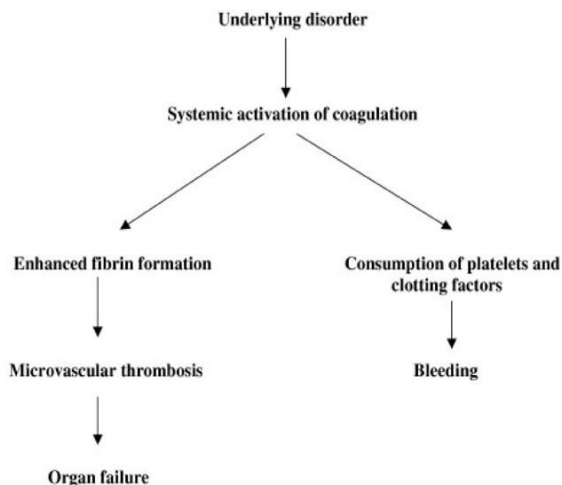 Underlying disorder
Systemic activation of coagulation
Enhanced fibrin formation
Consumption of platelets and
clotting factors
Microvascular thrombosis
Bleeding
Organ failure